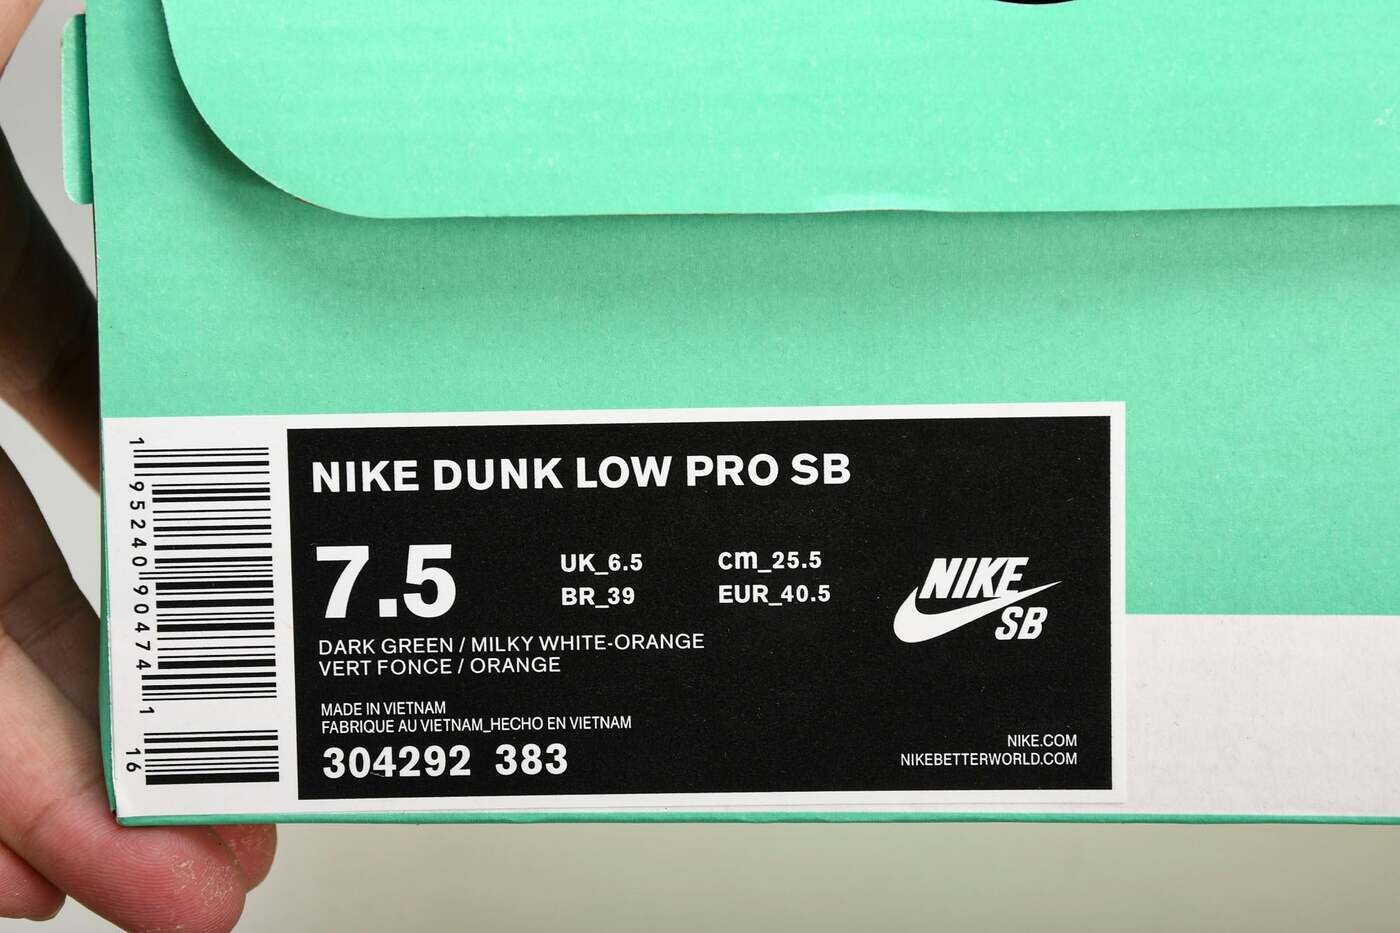 NIKE DUNK LOW PRO SB
7.5
UK_6.5
cm_25.5
BR_39
EUR_40.5
DARK GREEN / MILKY WHITE-ORANGE
VERT FONCE / ORANGE
MADE IN VIETNAM
FABRIQUE AU VIETNAM_HECHO EN VIETNAM
304292 383
NIKE
SB
NIKE.COM
NIKEBETTERWORLD.COM
1 95240 90474 1
16